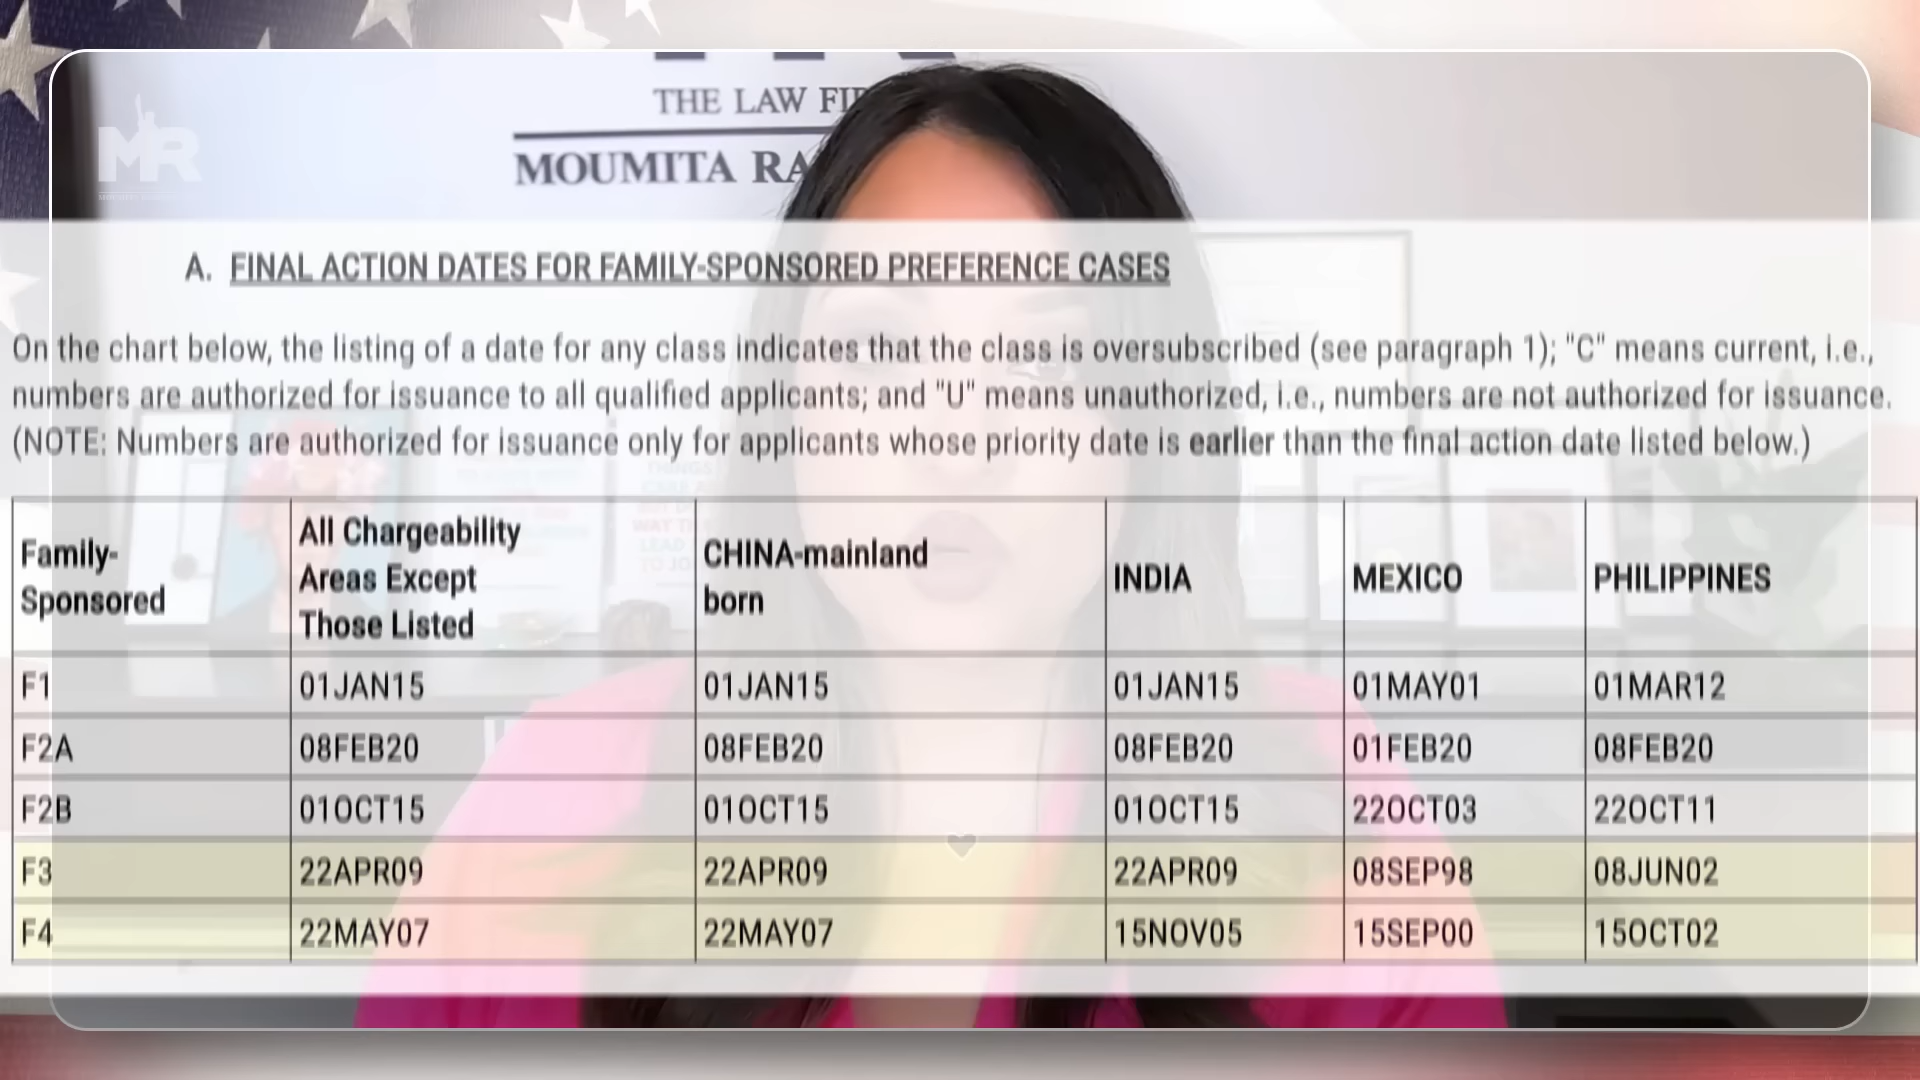 THE LAW
MOUMITA
MR
A. FINAL ACTION DATES FOR FAMILY-SPONSORED PREFERENCE CASES
On the chart below, the listing of a date for any class indicates that the class is oversubscribed (see paragraph 1); "C" means current, i.e.,
numbers are authorized for issuance to all qualified applicants; and "U" means unauthorized, i.e., numbers are not authorized for issuance.
(NOTE: Numbers are authorized for issuance only for applicants whose priority date is earlier than the final action date listed below.)
Family-
Sponsored
All Chargeability
Areas Except
Those Listed
CHINA-mainland
born
INDIA
MEXICO
PHILIPPINES
F1 01JAN15 01JAN15 01JAN15 01MAY01 01MAR12
F2A 08FEB20 08FEB20 08FEB20 01FEB20 08FEB20
F2B 01OCT15 01OCT15 01OCT15 22OCT03 22OCT11
F3 22APR09 22APR09 22APR09 08SEP98 08JUN02
F4 22MAY07 22MAY07 15NOV05 15SEP00 15OCT02